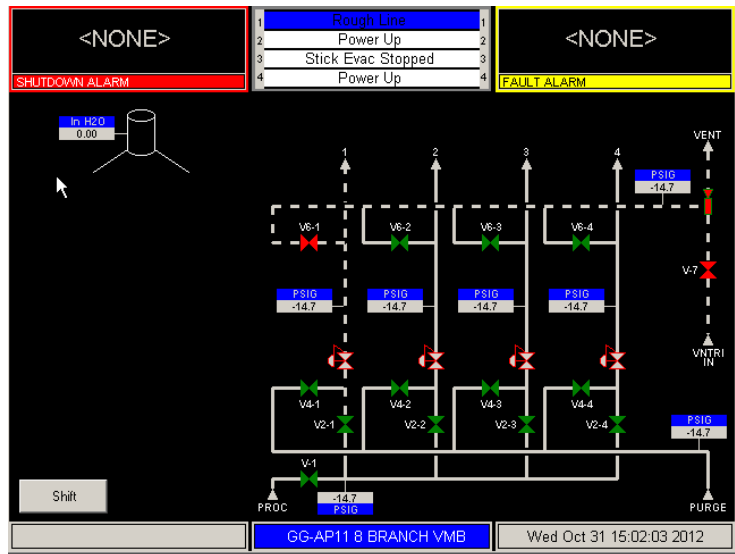 <NONE>
SHUTDOWN ALARM
1 Rough Line 1
2 Power Up 2
3 Stick Evac Stopped 3
4 Power Up 4
<NONE>
FAULT ALARM
In H2O
0.00
VENT
1 2 3 4
PSIG
-14.7
V6-1 V6-2 V6-3 V6-4
V-7
PSIG PSIG PSIG PSIG
-14.7 -14.7 -14.7 -14.7
VNTRI
IN
V4-1 V4-2 V4-3 V4-4
V2-1 V2-2 V2-3 V2-4
PSIG
-14.7
V-1
Shift
PROC
-14.7
PSIG
PURGE
GG-AP11 8 BRANCH VMB
Wed Oct 31 15:02:03 2012